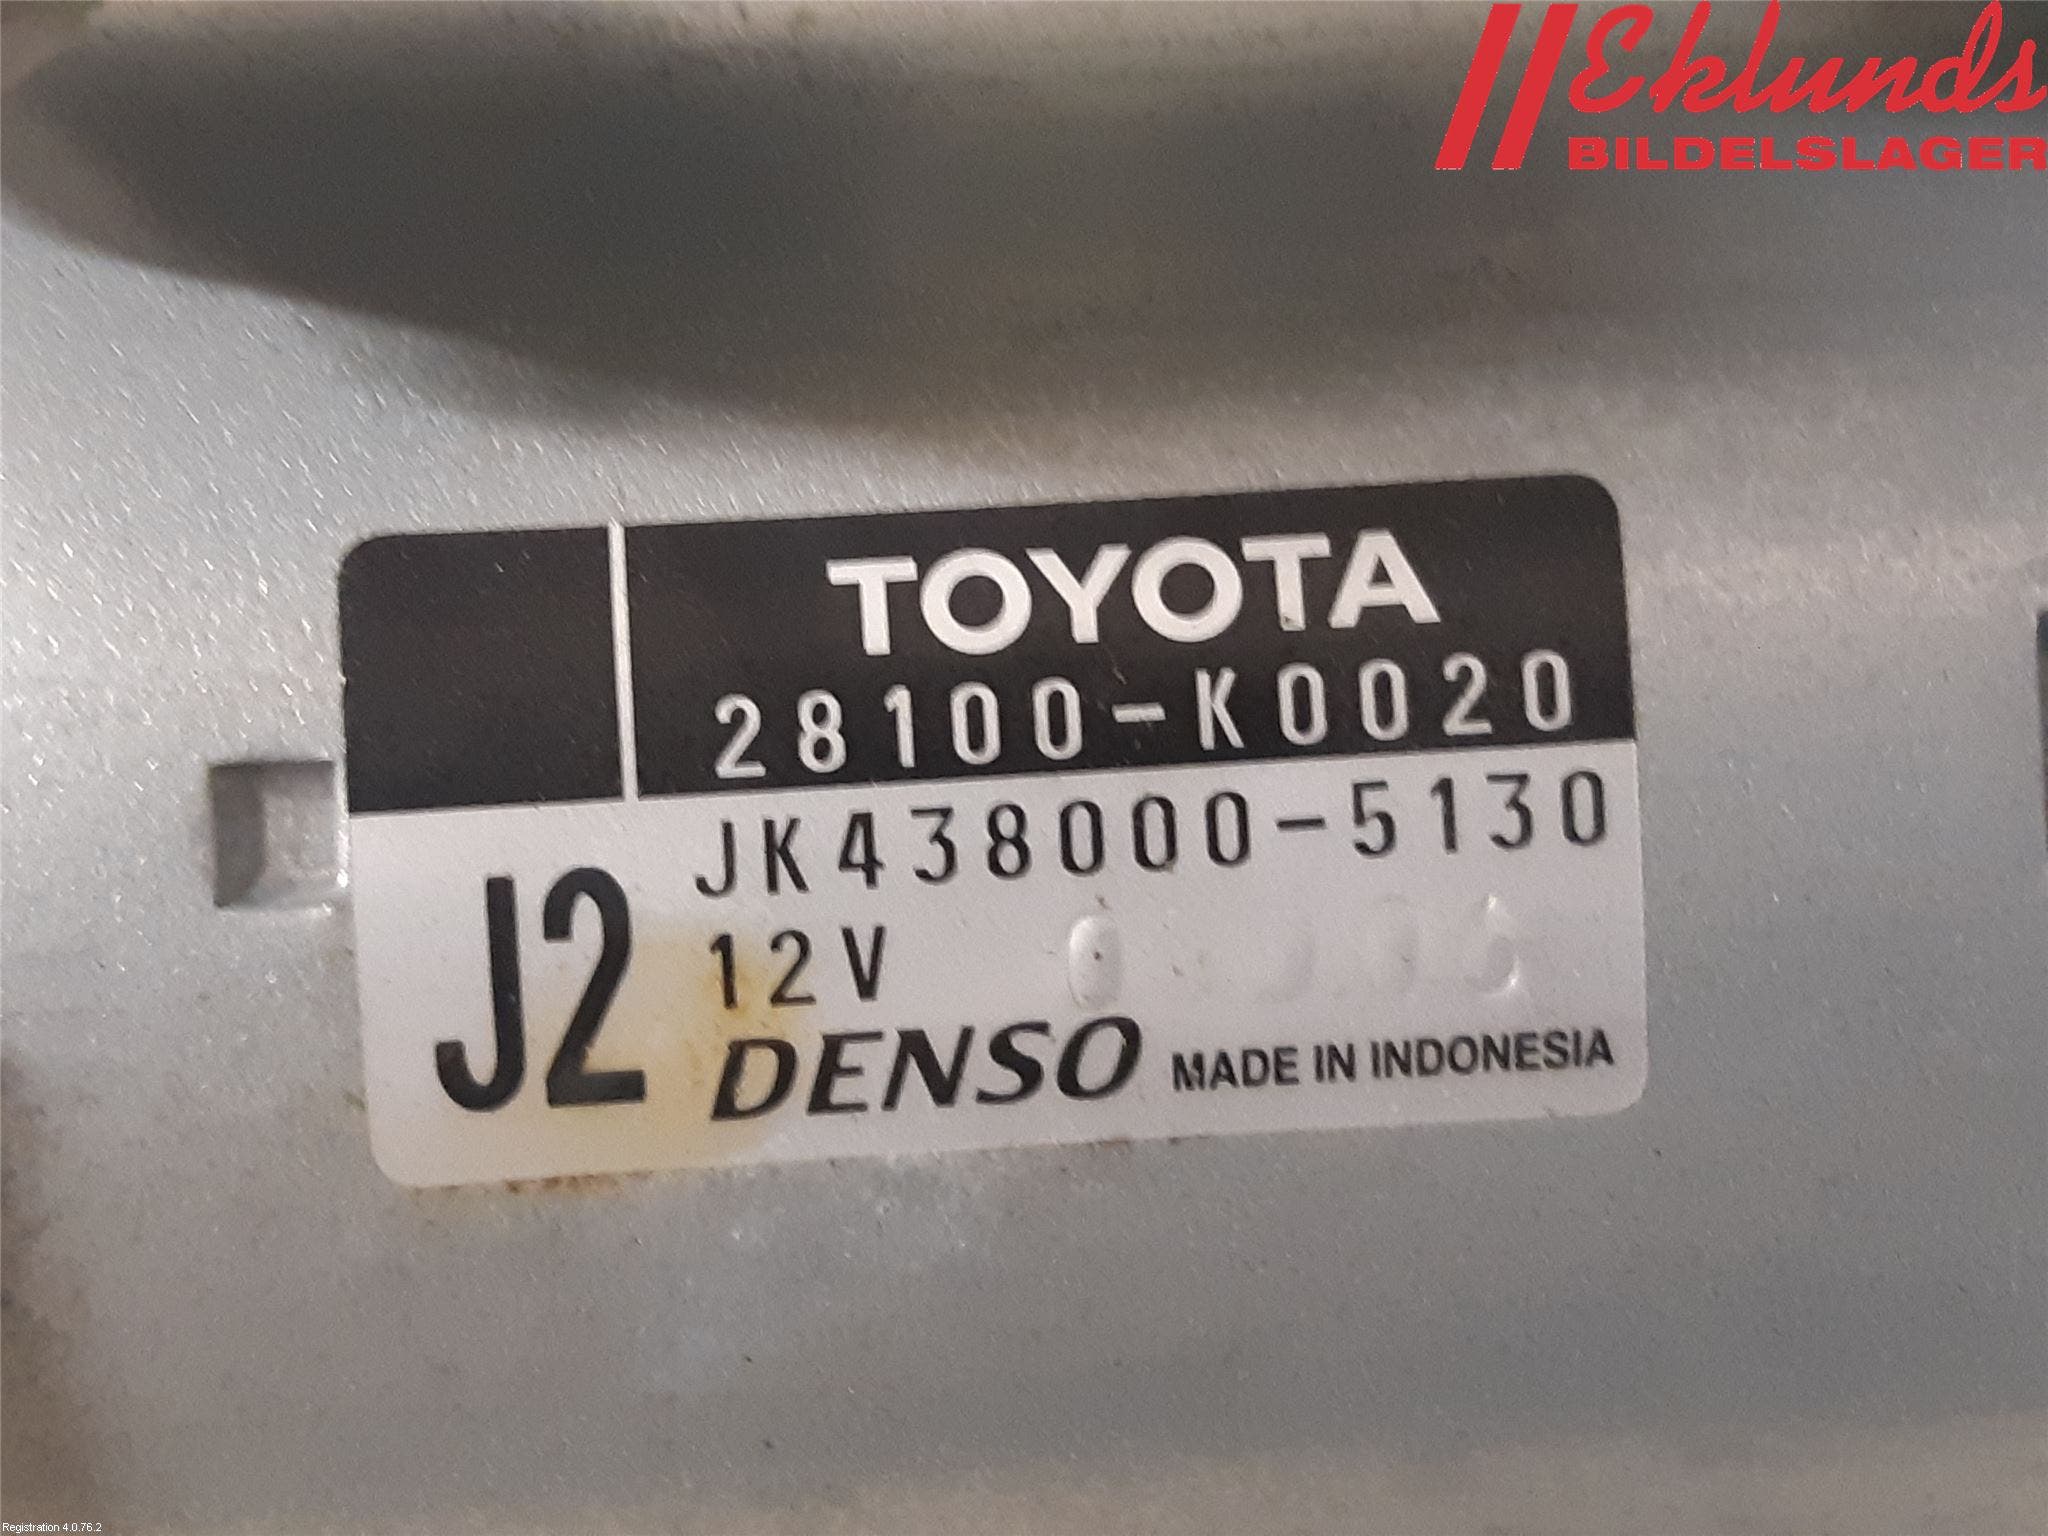 Eklunds
BILDELSLAGER
TOYOTA
28100-K0020
JK438000-5130
J2
12V
DENSO MADE IN INDONESIA
Registration 4.0.76.2